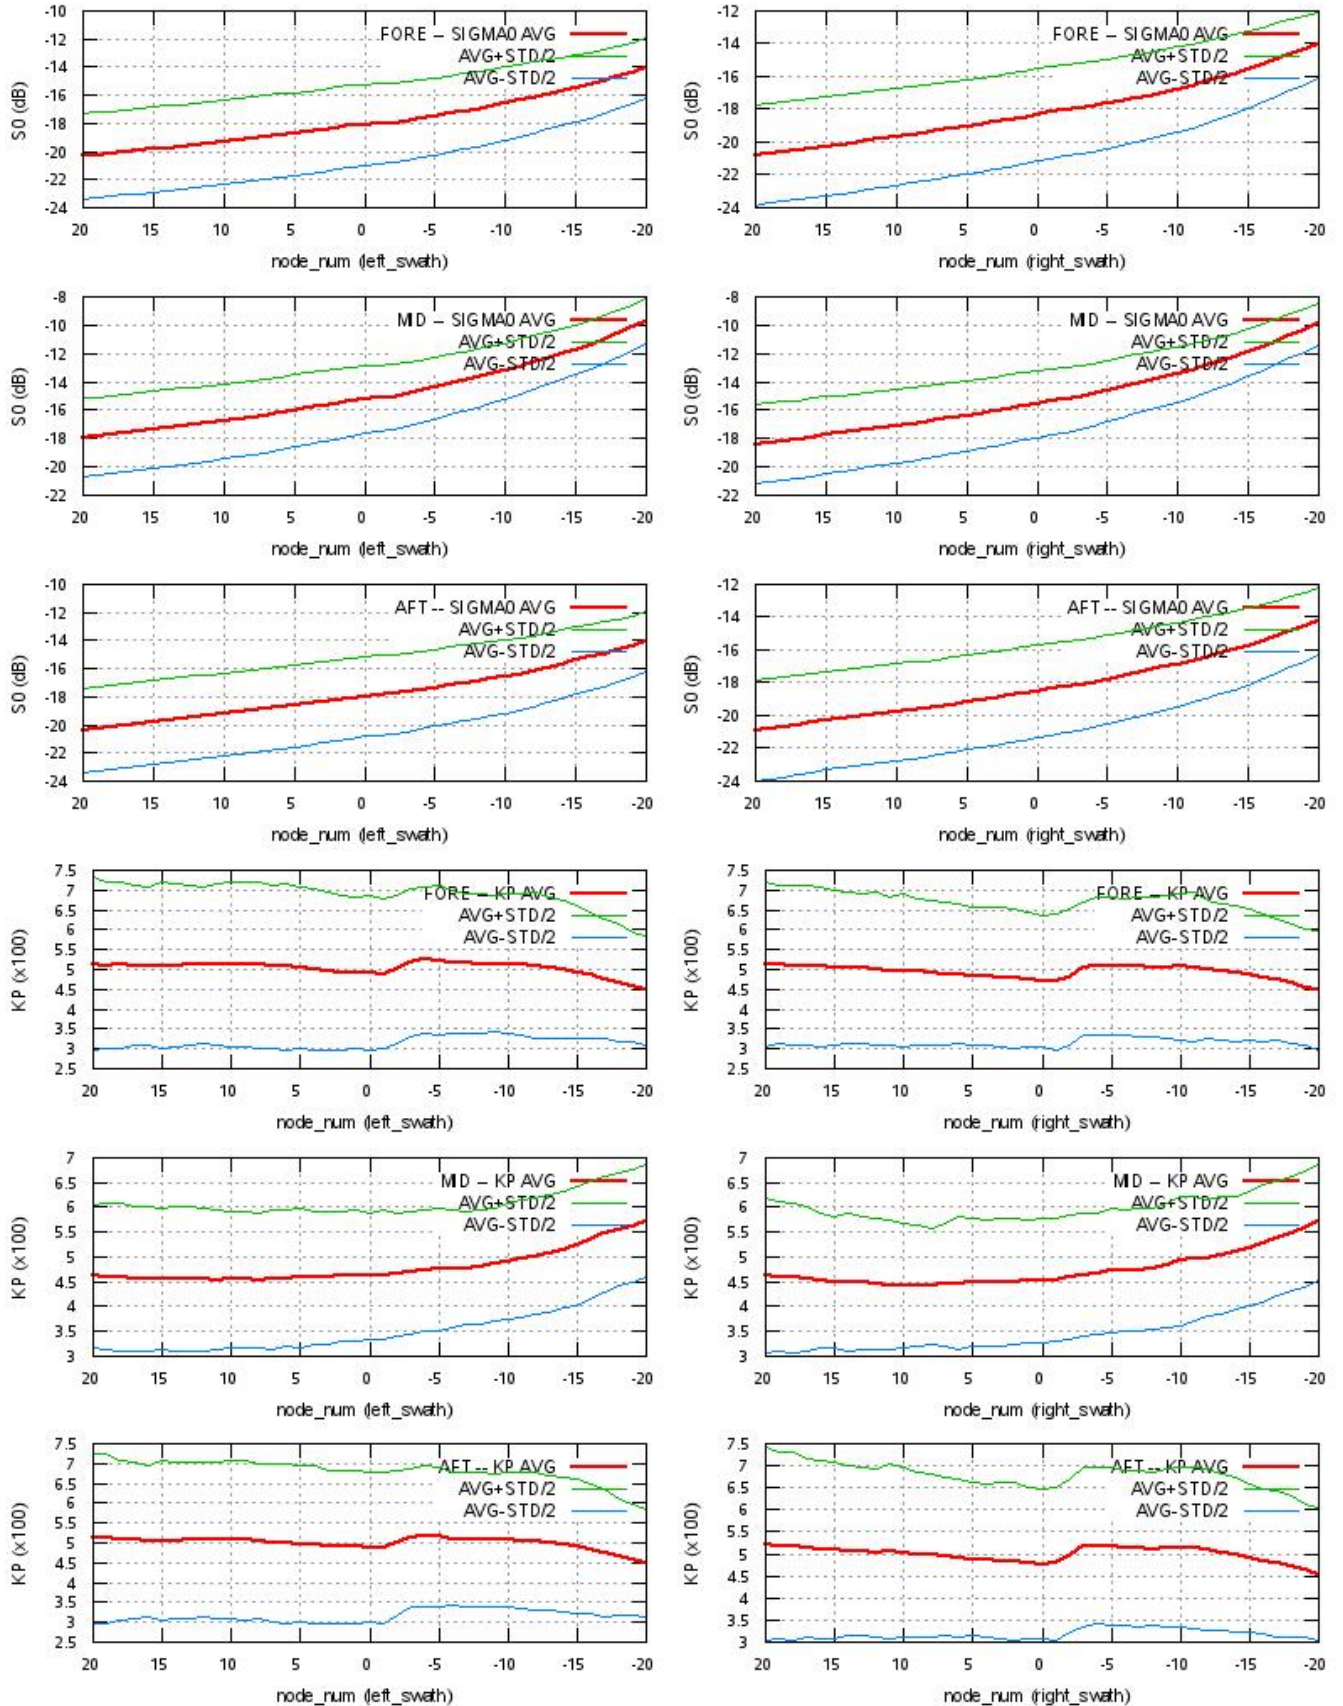 -10
-12
-14
-16
-18
-20
-22
-24
S0 (dB)
FORE -- SIGMA0 AVG
AVG+STD/2
AVG-STD/2
20 15 10 5 0 -5 -10 -15 -20
node_num (left_swath)
-12
-14
-16
-18
-20
-22
-24
S0 (dB)
FORE -- SIGMA0 AVG
AVG+STD/2
AVG-STD/2
20 15 10 5 0 -5 -10 -15 -20
node_num (right_swath)
-8
-10
-12
-14
-16
-18
-20
-22
S0 (dB)
MID -- SIGMA0 AVG
AVG+STD/2
AVG-STD/2
20 15 10 5 0 -5 -10 -15 -20
node_num (left_swath)
-8
-10
-12
-14
-16
-18
-20
-22
S0 (dB)
MID -- SIGMA0 AVG
AVG+STD/2
AVG-STD/2
20 15 10 5 0 -5 -10 -15 -20
node_num (right_swath)
-10
-12
-14
-16
-18
-20
-22
-24
S0 (dB)
AFT -- SIGMA0 AVG
AVG+STD/2
AVG-STD/2
20 15 10 5 0 -5 -10 -15 -20
node_num (left_swath)
-12
-14
-16
-18
-20
-22
-24
S0 (dB)
AFT -- SIGMA0 AVG
AVG+STD/2
AVG-STD/2
20 15 10 5 0 -5 -10 -15 -20
node_num (right_swath)
7.5
7
6.5
6
5.5
5
4.5
4
3.5
3
2.5
KP (x100)
FORE -- KP AVG
AVG+STD/2
AVG-STD/2
20 15 10 5 0 -5 -10 -15 -20
node_num (left_swath)
7.5
7
6.5
6
5.5
5
4.5
4
3.5
3
2.5
KP (x100)
FORE -- KP AVG
AVG+STD/2
AVG-STD/2
20 15 10 5 0 -5 -10 -15 -20
node_num (right_swath)
7
6.5
6
5.5
5
4.5
4
3.5
3
KP (x100)
MID -- KP AVG
AVG+STD/2
AVG-STD/2
20 15 10 5 0 -5 -10 -15 -20
node_num (left_swath)
7
6.5
6
5.5
5
4.5
4
3.5
3
KP (x100)
MID -- KP AVG
AVG+STD/2
AVG-STD/2
20 15 10 5 0 -5 -10 -15 -20
node_num (right_swath)
7.5
7
6.5
6
5.5
5
4.5
4
3.5
3
2.5
KP (x100)
AFT -- KP AVG
AVG+STD/2
AVG-STD/2
20 15 10 5 0 -5 -10 -15 -20
node_num (left_swath)
7.5
7
6.5
6
5.5
5
4.5
4
3.5
3
KP (x100)
AFT -- KP AVG
AVG+STD/2
AVG-STD/2
20 15 10 5 0 -5 -10 -15 -20
node_num (right_swath)